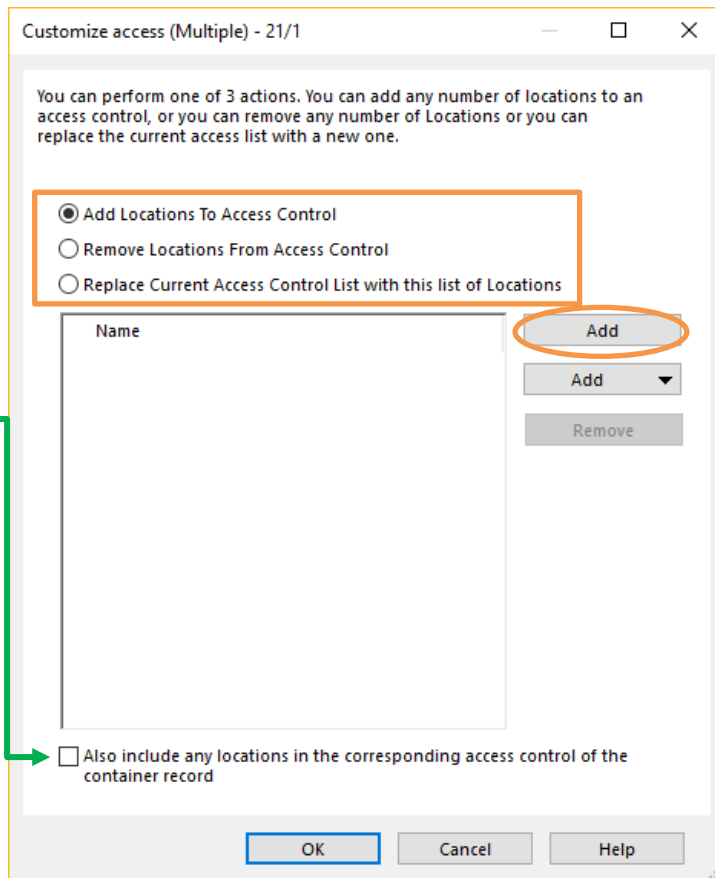 Customize access (Multiple) - 21/1
You can perform one of 3 actions. You can add any number of locations to an
access control, or you can remove any number of Locations or you can
replace the current access list with a new one.
Add Locations To Access Control
Remove Locations From Access Control
Replace Current Access Control List with this list of Locations
Name
Add
Add
Remove
Also include any locations in the corresponding access control of the
container record
OK
Cancel
Help